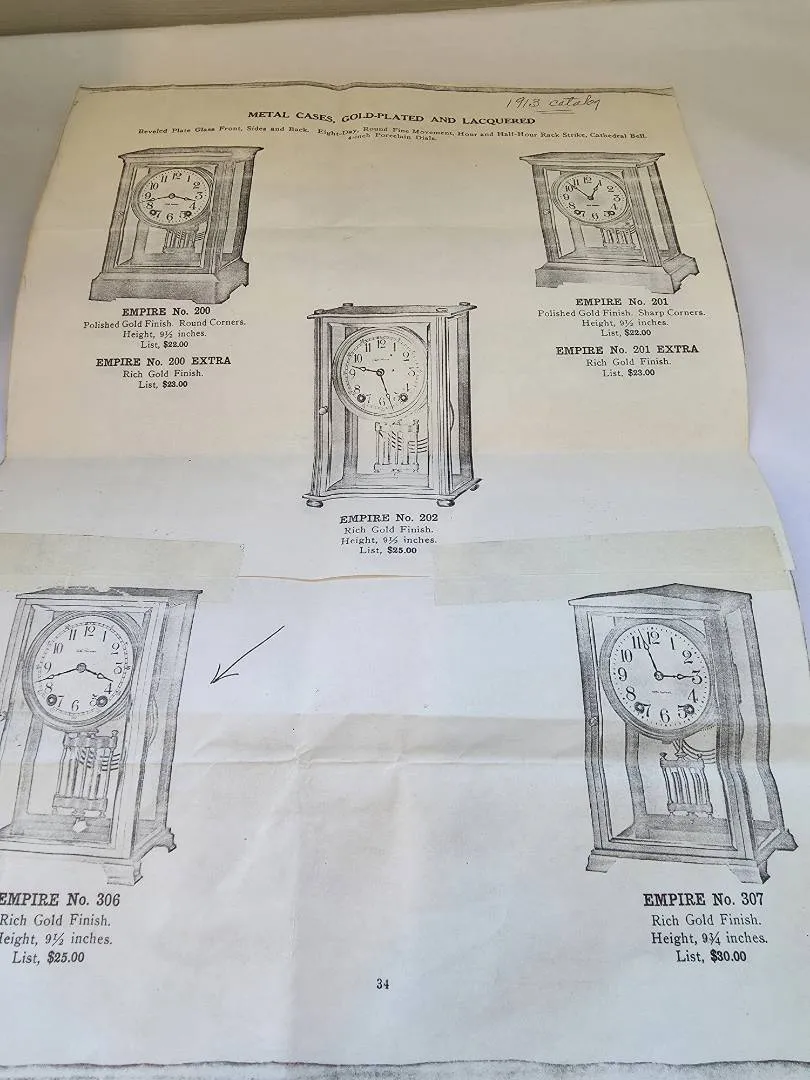 1913 catalog
METAL CASES, GOLD-PLATED AND LACQUERED
Beveled Plate Glass Front, Sides and Back. Eight-Day, Round Fine Movement, Hour and Half-Hour Rack Strike, Cathedral Bell.
4-inch Porcelain Dials.
EMPIRE No. 200
Polished Gold Finish. Round Corners.
Height, 9½ inches.
List, $22.00
EMPIRE No. 200 EXTRA
Rich Gold Finish.
List, $23.00
EMPIRE No. 201
Polished Gold Finish. Sharp Corners.
Height, 9½ inches.
List, $22.00
EMPIRE No. 201 EXTRA
Rich Gold Finish.
List, $23.00
EMPIRE No. 202
Rich Gold Finish.
Height, 9½ inches.
List, $25.00
EMPIRE No. 306
Rich Gold Finish.
Height, 9½ inches.
List, $25.00
EMPIRE No. 307
Rich Gold Finish.
Height, 9¾ inches.
List, $30.00
34